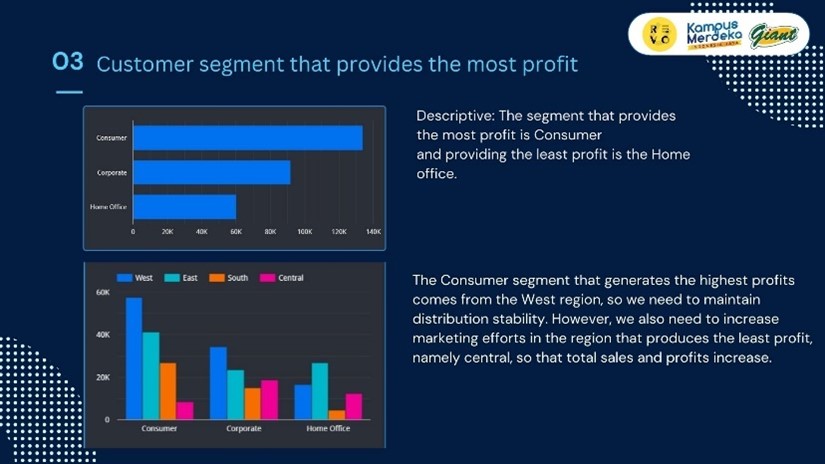 REVO
Kampus
Merdeka
INDONESIA JAYA
Giant
03 Customer segment that provides the most profit
Consumer
Corporate
Home Office
0 20K 40K 60K 80K 100K 120K 140K
Descriptive: The segment that provides
the most profit is Consumer
and providing the least profit is the Home
office.
West East South Central
60K
40K
20K
0
Consumer Corporate Home Office
The Consumer segment that generates the highest profits
comes from the West region, so we need to maintain
distribution stability. However, we also need to increase
marketing efforts in the region that produces the least profit,
namely central, so that total sales and profits increase.